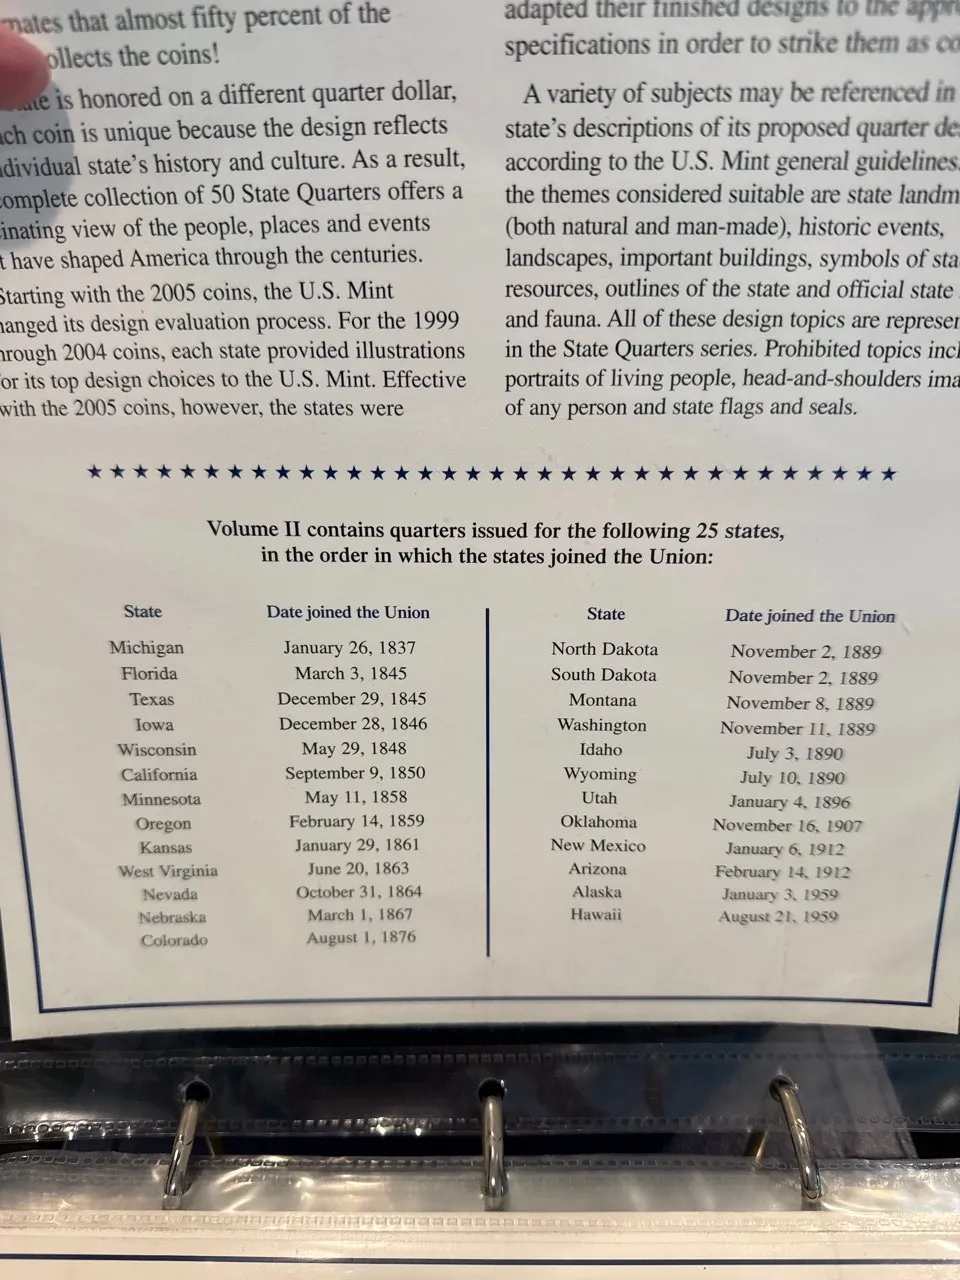 mates that almost fifty percent of the
ollects the coins!
is honored on a different quarter dollar,
ach coin is unique because the design reflects
dividual state's history and culture. As a result,
complete collection of 50 State Quarters offers a
inating view of the people, places and events
t have shaped America through the centuries.
Starting with the 2005 coins, the U.S. Mint
hanged its design evaluation process. For the 1999
hrough 2004 coins, each state provided illustrations
for its top design choices to the U.S. Mint. Effective
with the 2005 coins, however, the states were
adapted their finished designs to the appr
specifications in order to strike them as co
A variety of subjects may be referenced in
state's descriptions of its proposed quarter de
according to the U.S. Mint general guidelines.
the themes considered suitable are state landm
(both natural and man-made), historic events,
landscapes, important buildings, symbols of sta
resources, outlines of the state and official state
and fauna. All of these design topics are represen
in the State Quarters series. Prohibited topics incl
portraits of living people, head-and-shoulders ima
of any person and state flags and seals.
Volume II contains quarters issued for the following 25 states,
in the order in which the states joined the Union:
State Date joined the Union
Michigan January 26, 1837
Florida March 3, 1845
Texas December 29, 1845
Iowa December 28, 1846
Wisconsin May 29, 1848
California September 9, 1850
Minnesota May 11, 1858
Oregon February 14, 1859
Kansas January 29, 1861
West Virginia June 20, 1863
Nevada October 31, 1864
Nebraska March 1, 1867
Colorado August 1, 1876
State Date joined the Union
North Dakota November 2, 1889
South Dakota November 2, 1889
Montana November 8, 1889
Washington November 11, 1889
Idaho July 3, 1890
Wyoming July 10, 1890
Utah January 4, 1896
Oklahoma November 16, 1907
New Mexico January 6, 1912
Arizona February 14, 1912
Alaska January 3, 1959
Hawaii August 21, 1959